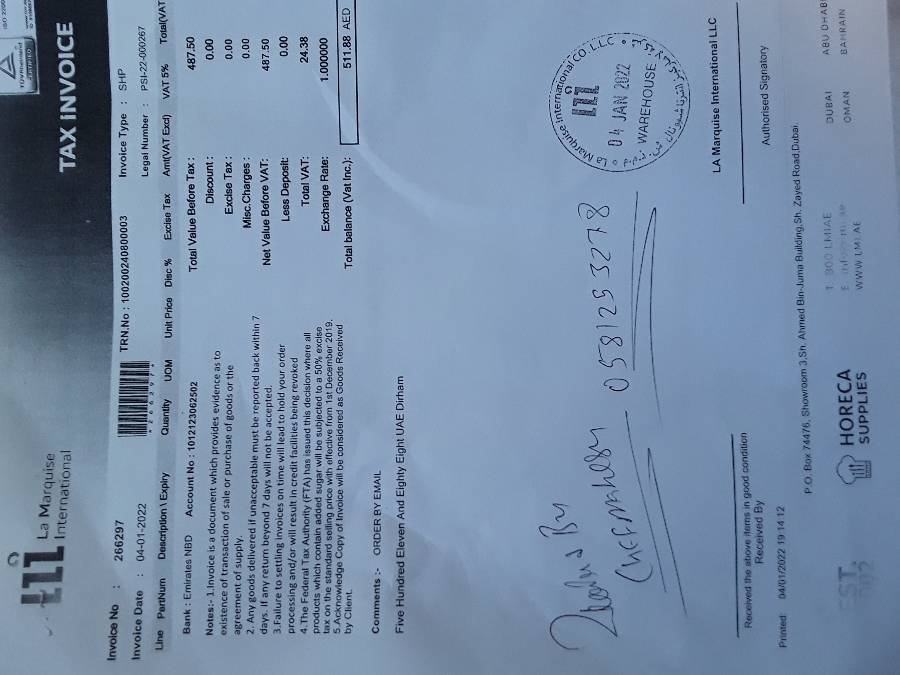 La Marquise
International
TAX INVOICE
Invoice No : 266297
TRN.No : 100200240800003
Invoice Type : SHP
Invoice Date : 04-01-2022
Legal Number : PSI-22-000267
Line PartNum Description \ Expiry Quantity UOM Unit Price Disc % Excise Tax Amt(VAT Excl) VAT 5% Total(VAT
Bank : Emirates NBD Account No : 1012123062502
Notes:- 1.Invoice is a document which provides evidence as to
existence of transaction of sale or purchase of goods or the
agreement of supply.
2. Any goods delivered if unacceptable must be reported back within 7
days. If any return beyond 7 days will not be accepted.
3.Failure to settling invoices on time will lead to hold your order
processing and/or will result in credit facilities being revoked
4.The Federal Tax Authority (FTA) has issued this decision where all
products which contain added sugar will be subjected to a 50% excise
tax on the standard selling price with effective from 1st December 2019.
5.Acknowledge Copy of Invoice will be considered as Goods Received
by Client.
Total Value Before Tax : 487.50
Discount : 0.00
Excise Tax : 0.00
Misc.Charges : 0.00
Net Value Before VAT: 487.50
Less Deposit: 0.00
Total VAT: 24.38
Exchange Rate: 1.000000
Total balance (Vat Inc.): 511.88 AED
Comments :- ORDER BY EMAIL
Five Hundred Eleven And Eighty Eight UAE Dirham
0581253278
La Marquise International CO. L.L.C
04 JAN 2022
WAREHOUSE
LA Marquise International LLC
Received the above items in good condition
Received By
Authorised Signatory
Printed: 04/01/2022 19:14:12
P.O. Box 74476, Showroom 3,Sh. Ahmed Bin-Juma Building,Sh. Zayed Road,Dubai.
HORECA
SUPPLIES
T 800 LMIAE
WWW.LMI.AE
DUBAI
OMAN
ABU DHABI
BAHRAIN